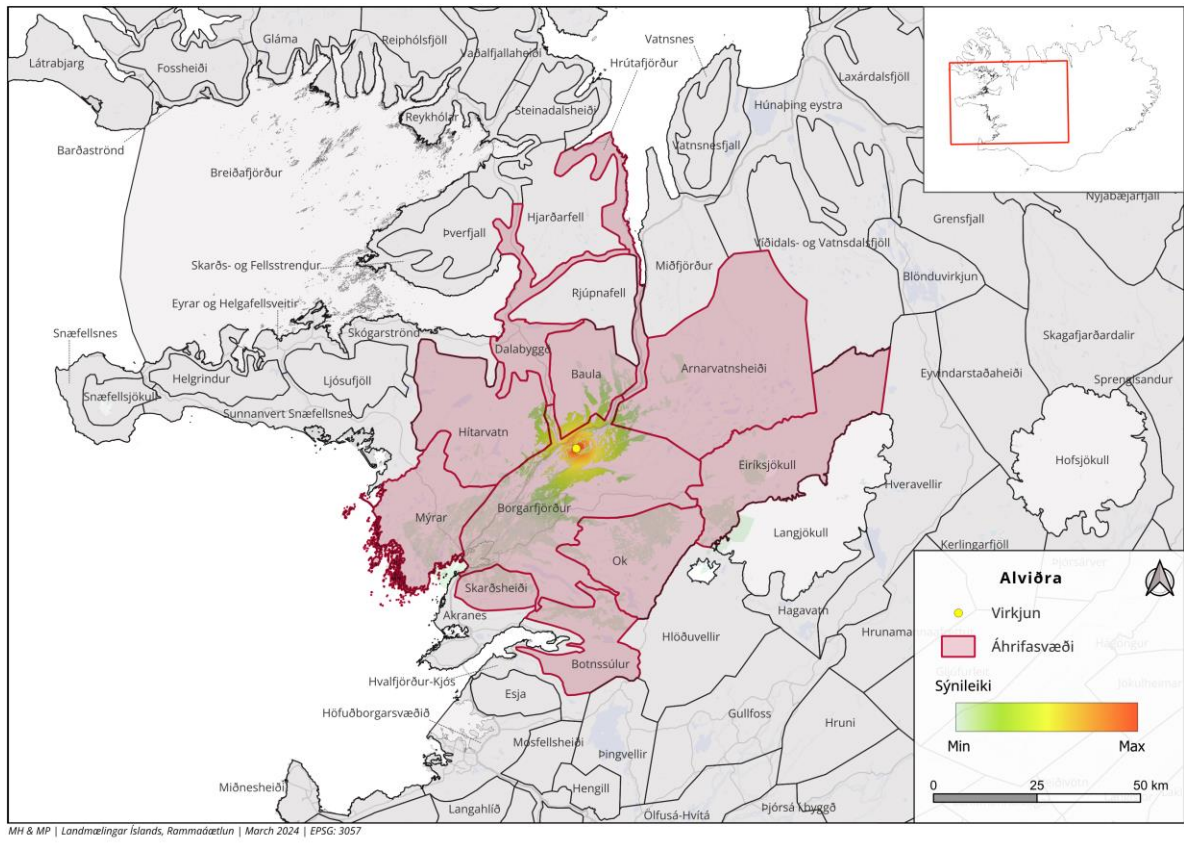 Látrabjarg
Fossheiði
Gláma
Reiphólsfjöll
Vaðalfjallaheiði
Vatnsnes
Hrútafjörður
Laxárdalsfjöll
Steinadalsheiði
Húnaþing eystra
Reykhólar
Barðaströnd
Vatnsnesfjall
Breiðafjörður
Nýjabæjarfjall
Hjarðarfell
Grensfjall
Þverfjall
Víðidals- og Vatnsdalsfjöll
Skarðs- og Fellsstrendur
Miðfjörður
Blönduvirkjun
Rjúpnafell
Eyrar og Helgafellsveitir
Snæfellsnes
Skógarströnd
Skagafjarðardalir
Dalabyggð
Helgrindur
Ljósufjöll
Baula
Arnarvatnsheiði
Eyvindarstaðaheiði
Sprengisandur
Snæfellsjökull
Sunnanvert Snæfellsnes
Hítarvatn
Eiríksjökull
Hofsjökull
Hveravellir
Mýrar
Borgarfjörður
Langjökull
Kerlingarfjöll
Ok
Þjórsárver
Skarðsheiði
Akranes
Hagavatn
Hlöðuvellir
Botnssúlur
Hvalfjörður-Kjós
Esja
Höfuðborgarsvæðið
Gullfoss
Hruni
Mosfellsheiði
Þingvellir
Miðnesheiði
Hengill
Langahlíð
Ölfusá-Hvítá
Þjórsá í byggð
Alviðra
Virkjun
Áhrifasvæði
Sýnileiki
Min
Max
0 25 50 km
MH & MP | Landmælingar Íslands, Rammaáætlun | March 2024 | EPSG: 3057